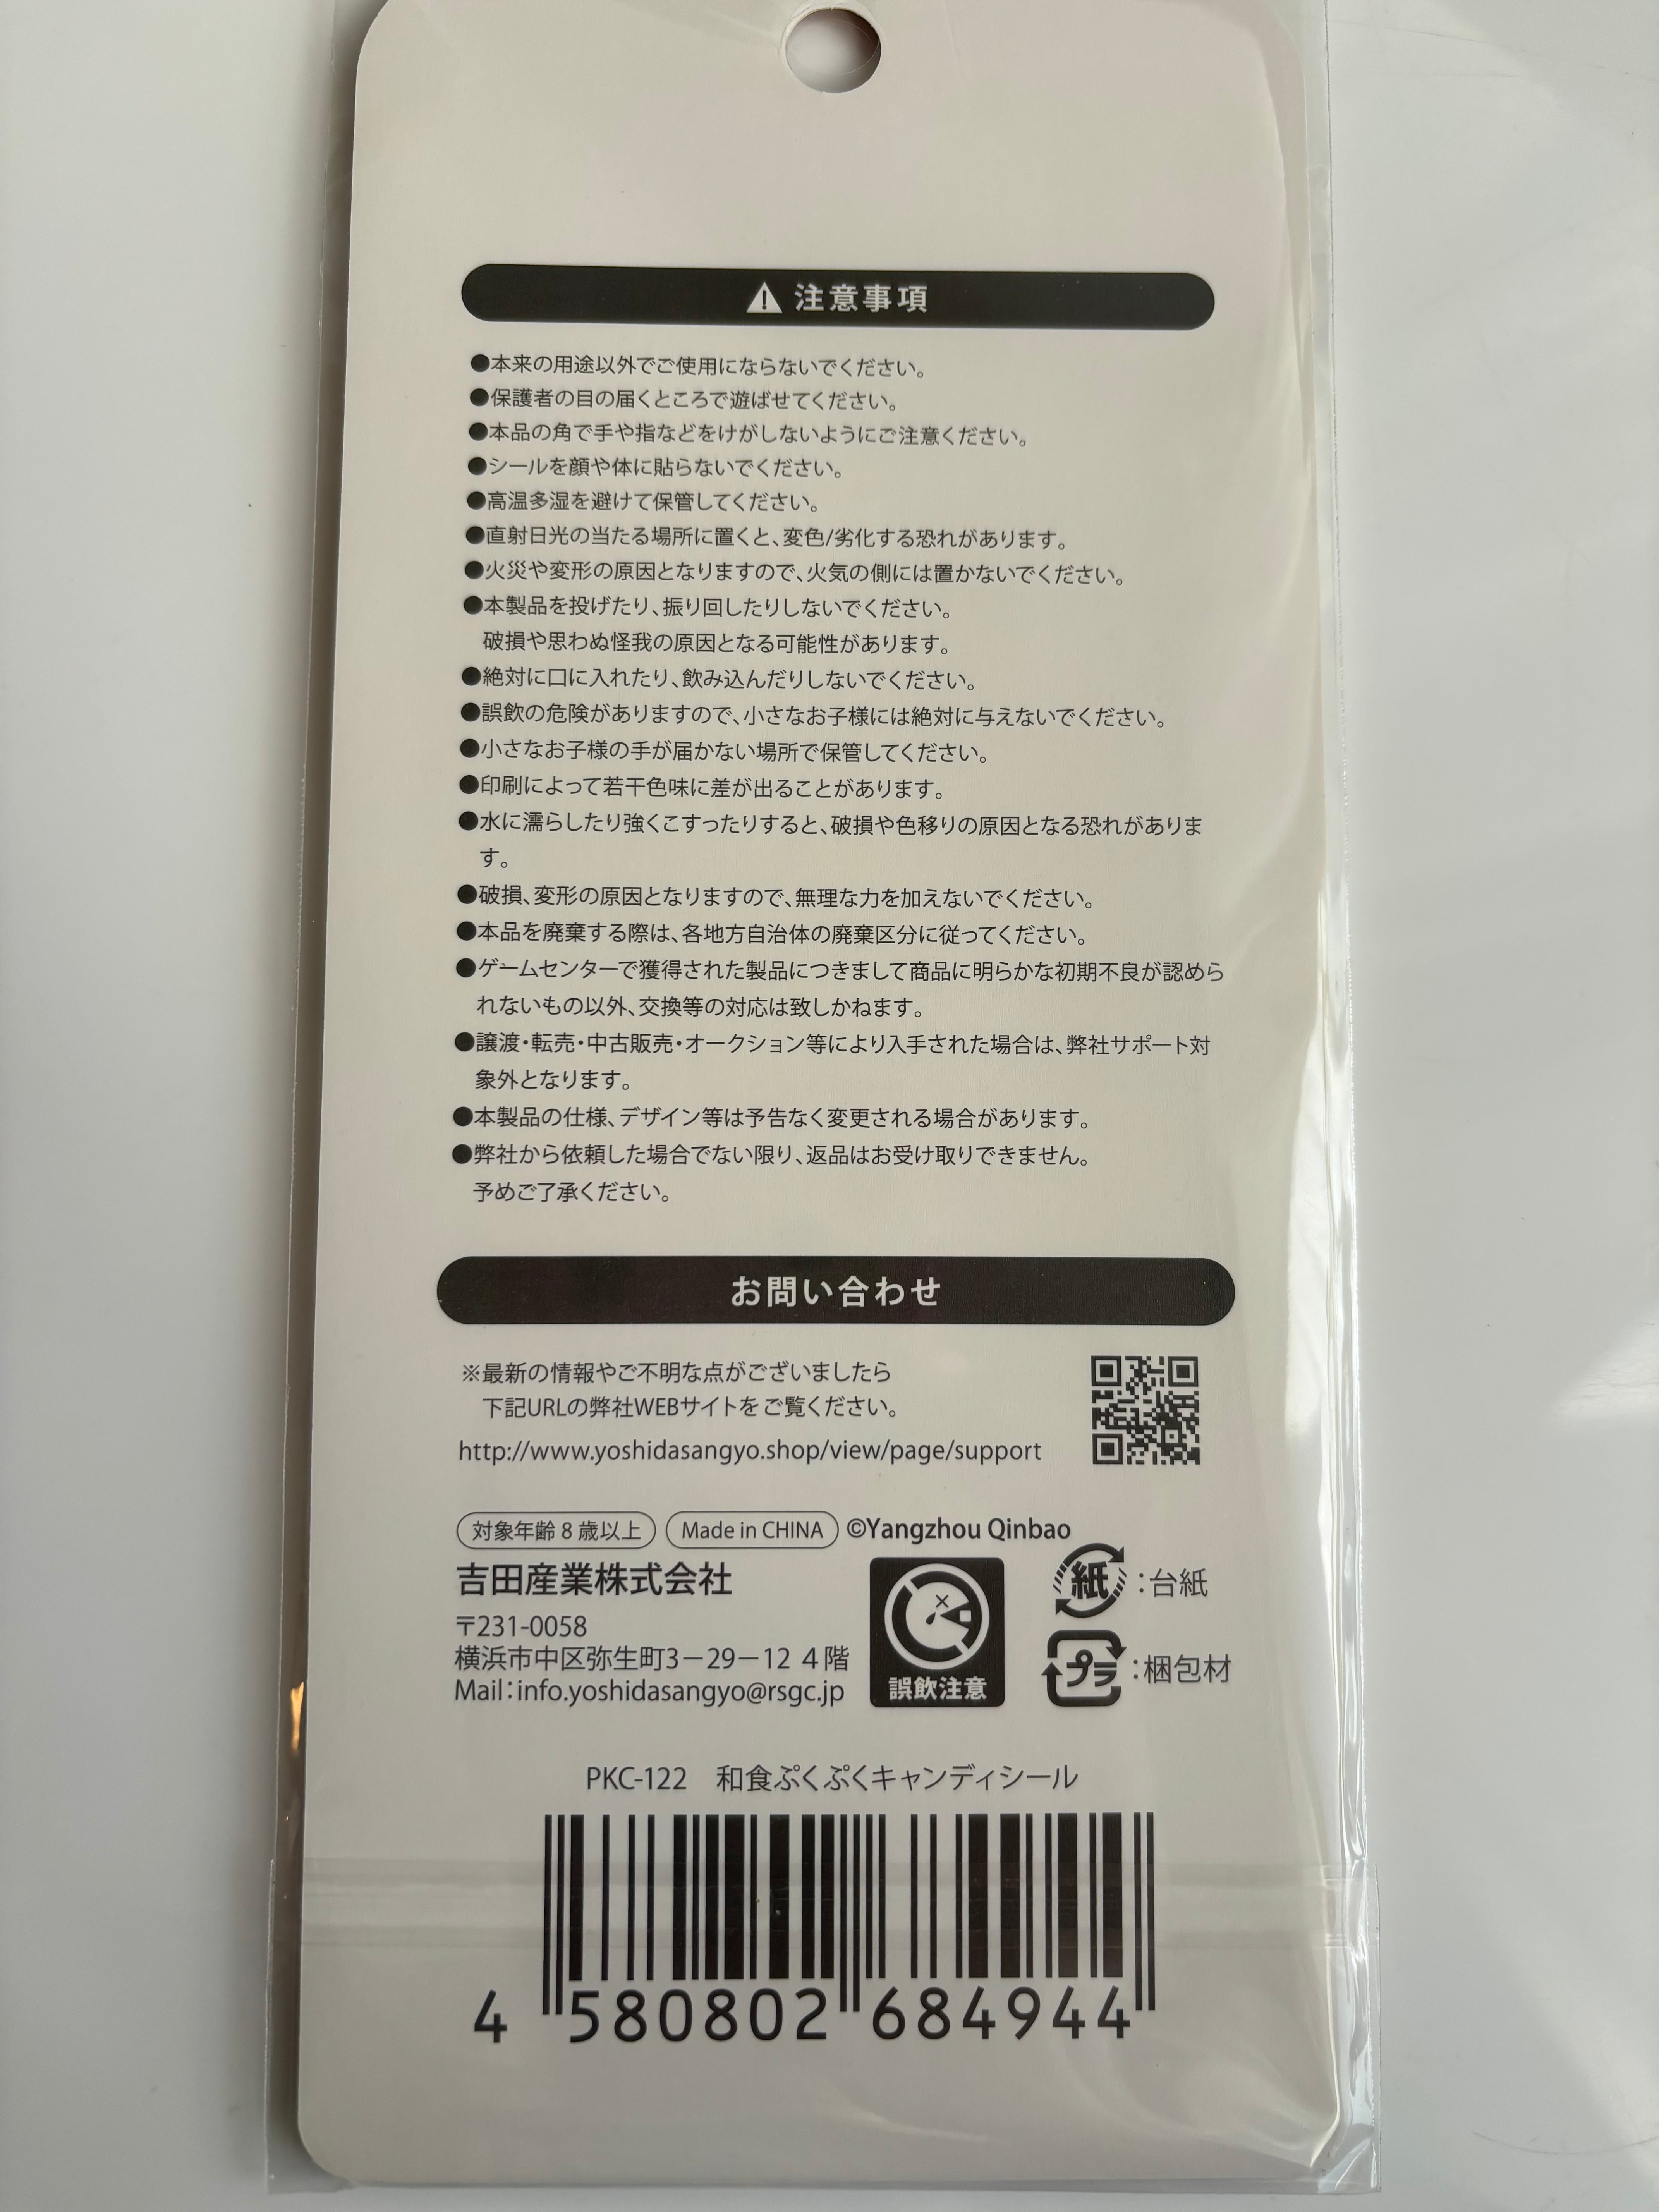 注意事項
●本来の用途以外でご使用にならないでください。
●保護者の目の届くところで遊ばせてください。
●本品の角で手や指などをけがしないようにご注意ください。
●シールを顔や体に貼らないでください。
●高温多湿を避けて保管してください。
●直射日光の当たる場所に置くと、変色/劣化する恐れがあります。
●火災や変形の原因となりますので、火気の側には置かないでください。
●本製品を投げたり、振り回したりしないでください。
破損や思わぬ怪我の原因となる可能性があります。
●絶対に口に入れたり、飲み込んだりしないでください。
●誤飲の危険がありますので、小さなお子様には絶対に与えないでください。
●小さなお子様の手が届かない場所で保管してください。
●印刷によって若干色味に差が出ることがあります。
●水に濡らしたり強くこすったりすると、破損や色移りの原因となる恐れがありま
す。
●破損、変形の原因となりますので、無理な力を加えないでください。
●本品を廃棄する際は、各地方自治体の廃棄区分に従ってください。
●ゲームセンターで獲得された製品につきまして商品に明らかな初期不良が認めら
れないもの以外、交換等の対応は致しかねます。
●譲渡・転売・中古販売・オークション等により入手された場合は、弊社サポート対
象外となります。
●本製品の仕様、デザイン等は予告なく変更される場合があります。
●弊社から依頼した場合でない限り、返品はお受け取りできません。
予めご了承ください。
お問い合わせ
※最新の情報やご不明な点がございましたら
下記URLの弊社WEBサイトをご覧ください。
http://www.yoshidasangyo.shop/view/page/support
対象年齢8歳以上 Made in CHINA ©Yangzhou Qinbao
吉田産業株式会社
〒231-0058
横浜市中区弥生町3－29－12 4階
Mail：info.yoshidasangyo@rsgc.jp
誤飲注意
紙：台紙
プラ：梱包材
PKC-122 和食ぷくぷくキャンディシール
4 580802 684944